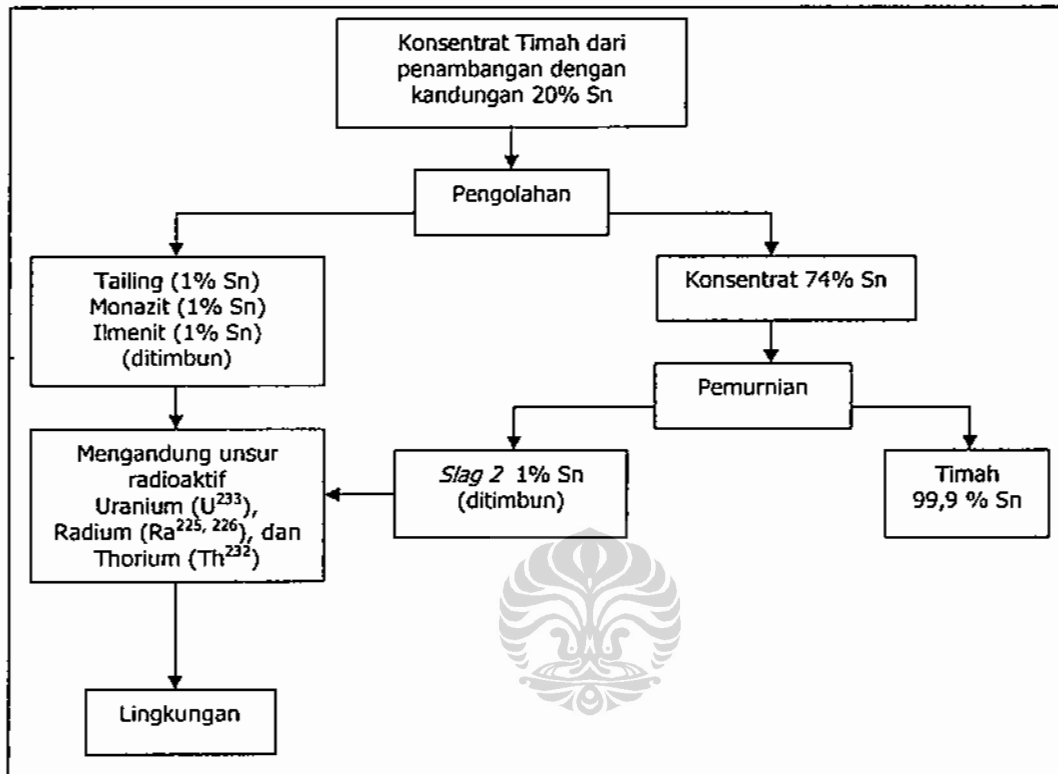 Konsentrat Timah dari
penambangan dengan
kandungan 20% Sn
Pengolahan
Tailing (1% Sn)
Monazit (1% Sn)
Ilmenit (1% Sn)
(ditimbun)
Konsentrat 74% Sn
Pemurnian
Mengandung unsur
radioaktif
Uranium (U²³³),
Radium (Ra²²⁵, ²²⁶), dan
Thorium (Th²³²)
Slag 2 1% Sn
(ditimbun)
Timah
99,9 % Sn
Lingkungan